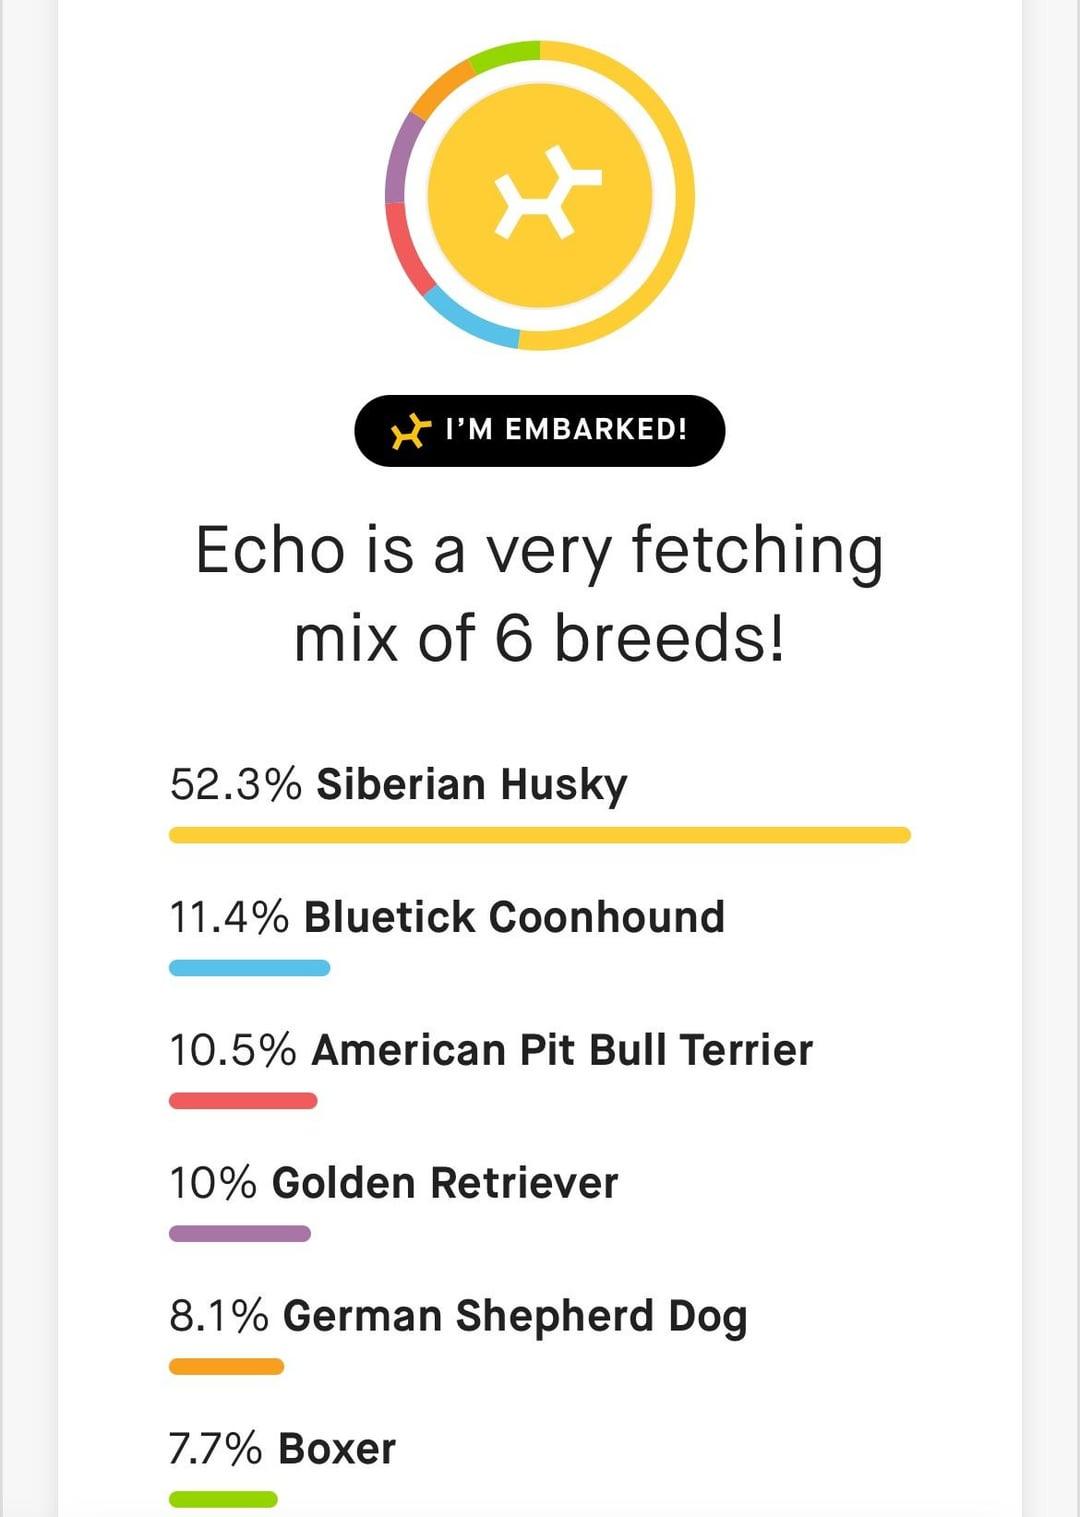 I’M EMBARKED!
Echo is a very fetching
mix of 6 breeds!
52.3% Siberian Husky
11.4% Bluetick Coonhound
10.5% American Pit Bull Terrier
10% Golden Retriever
8.1% German Shepherd Dog
7.7% Boxer